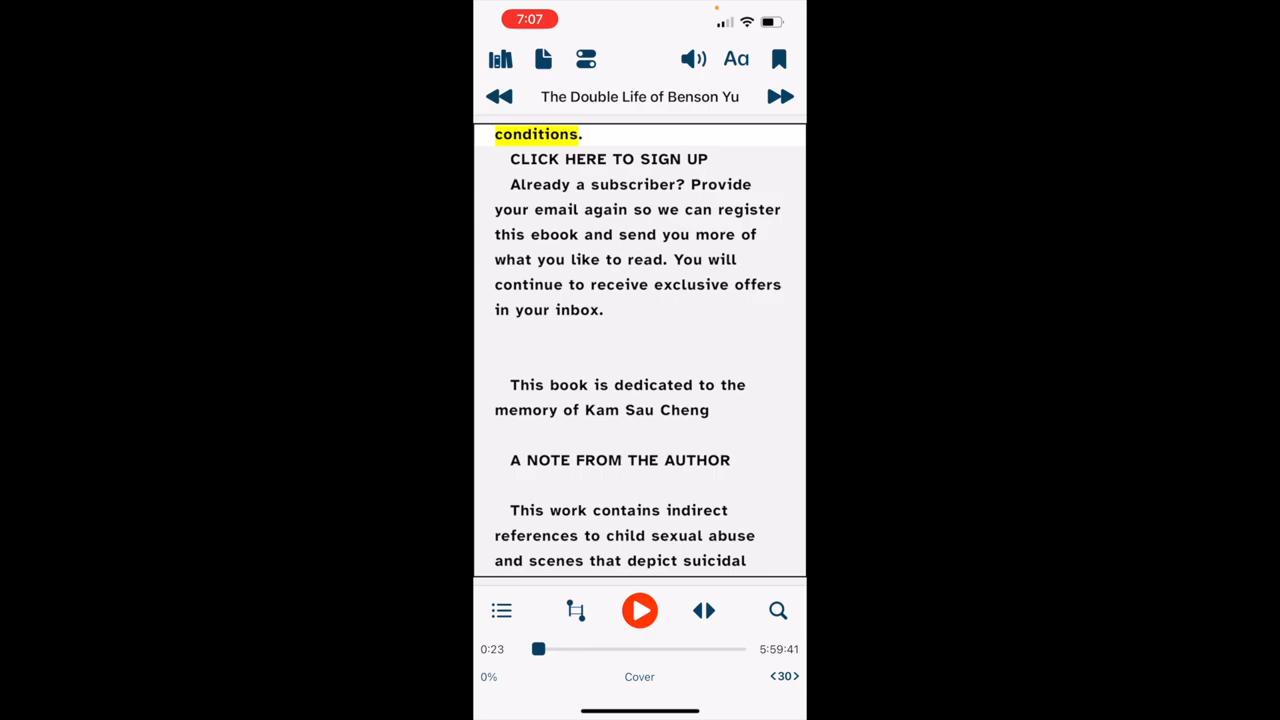 7:07
Aa
The Double Life of Benson Yu
conditions.
CLICK HERE TO SIGN UP
Already a subscriber? Provide
your email again so we can register
this ebook and send you more of
what you like to read. You will
continue to receive exclusive offers
in your inbox.
This book is dedicated to the
memory of Kam Sau Cheng
A NOTE FROM THE AUTHOR
This work contains indirect
references to child sexual abuse
and scenes that depict suicidal
0:23
5:59:41
0%
Cover
<30>